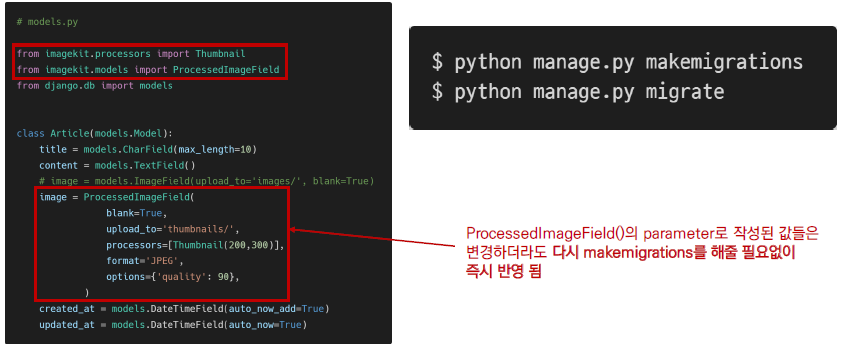 # models.py
from imagekit.processors import Thumbnail
from imagekit.models import ProcessedImageField
from django.db import models
class Article(models.Model):
    title = models.CharField(max_length=10)
    content = models.TextField()
    # image = models.ImageField(upload_to='images/', blank=True)
    image = ProcessedImageField(
            blank=True,
            upload_to='thumbnails/',
            processors=[Thumbnail(200,300)],
            format='JPEG',
            options={'quality': 90},
        )
    created_at = models.DateTimeField(auto_now_add=True)
    updated_at = models.DateTimeField(auto_now=True)
$ python manage.py makemigrations
$ python manage.py migrate
ProcessedImageField()의 parameter로 작성된 값들은
변경하더라도 다시 makemigrations를 해줄 필요없이
즉시 반영 됨